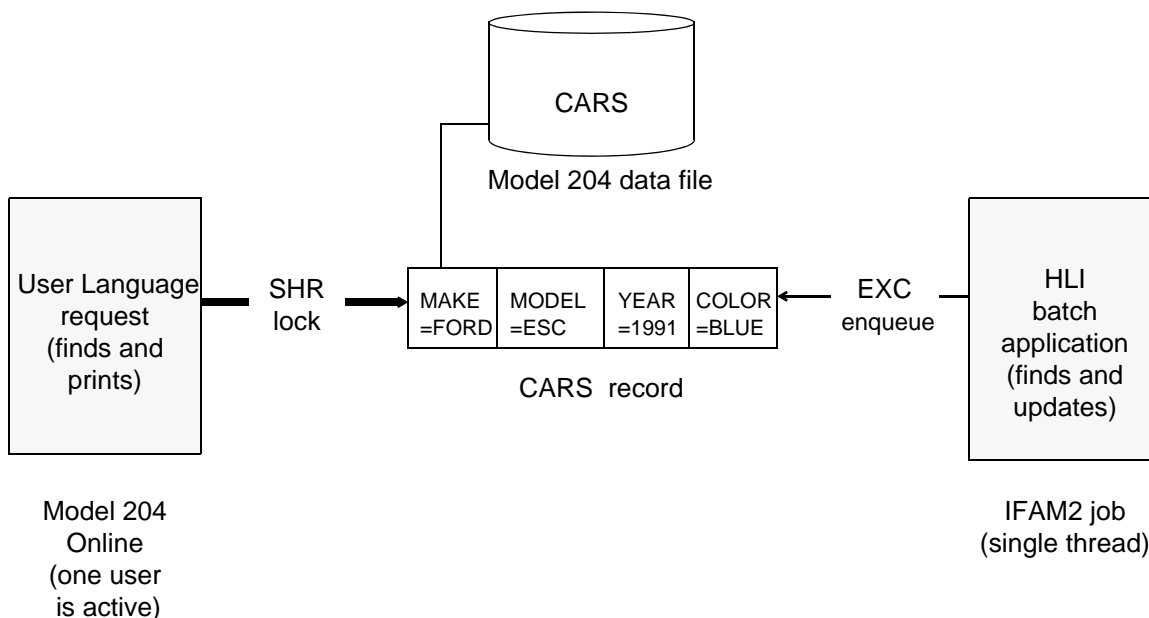 CARS
Model 204 data file
User Language
request
(finds and
prints)
SHR
lock
MAKE
=FORD
MODEL
=ESC
YEAR
=1991
COLOR
=BLUE
EXC
enqueue
HLI
batch
application
(finds and
updates)
CARS record
Model 204
Online
(one user
is active)
IFAM2 job
(single thread)